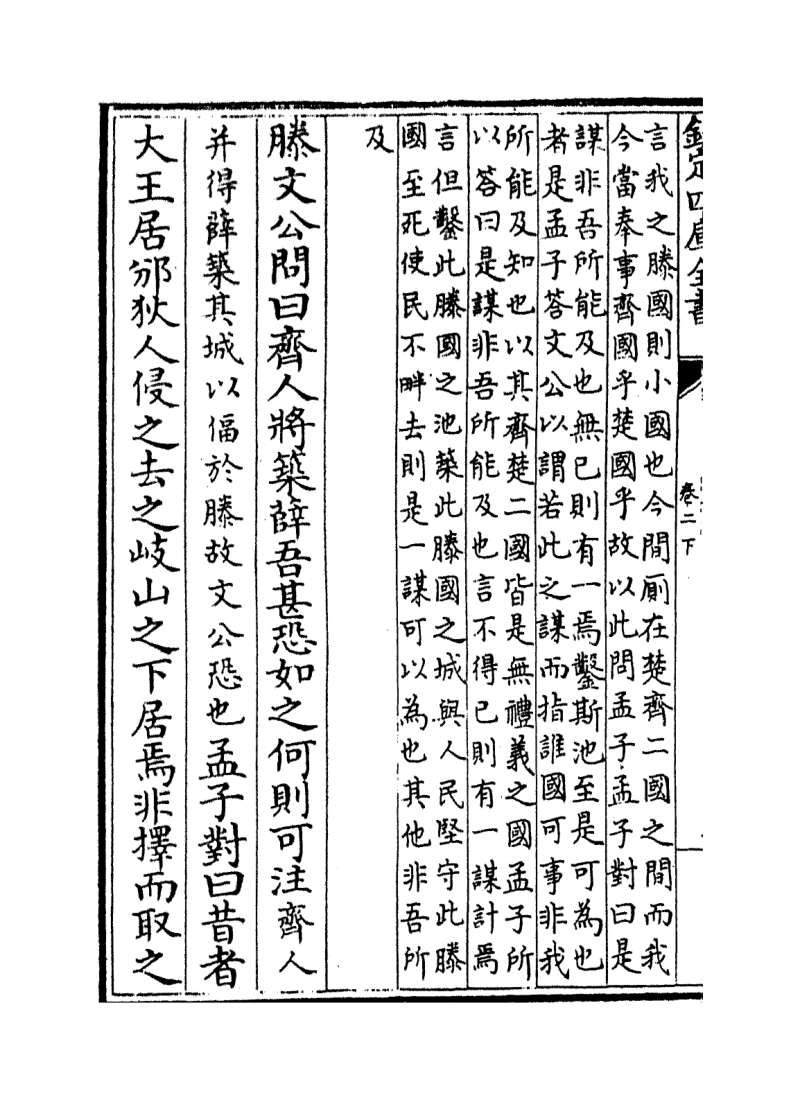 欽定四庫全書
卷二下
言我之滕國則小國也今間厠在楚齊二國之間而我
今當奉事齊國乎楚國乎故以此問孟子孟子對曰是
謀非吾所能及也無已則有一焉鑿斯池至是可為也
者是孟子荅文公以謂若此之謀而指誰國可事非我
所能及知也以其齊楚二國皆是無禮義之國孟子所
以答曰是謀非吾所能及也言不得已則有一謀計焉
言但鑿此滕國之池築此滕國之城與人民堅守此滕
國至死使民不畔去則是一謀可以為也其他非吾所
及
滕文公問曰齊人將築薛吾甚恐如之何則可注齊人
并得薛築其城以偪於滕故文公恐也孟子對曰昔者
大王居邠狄人侵之去之岐山之下居焉非擇而取之